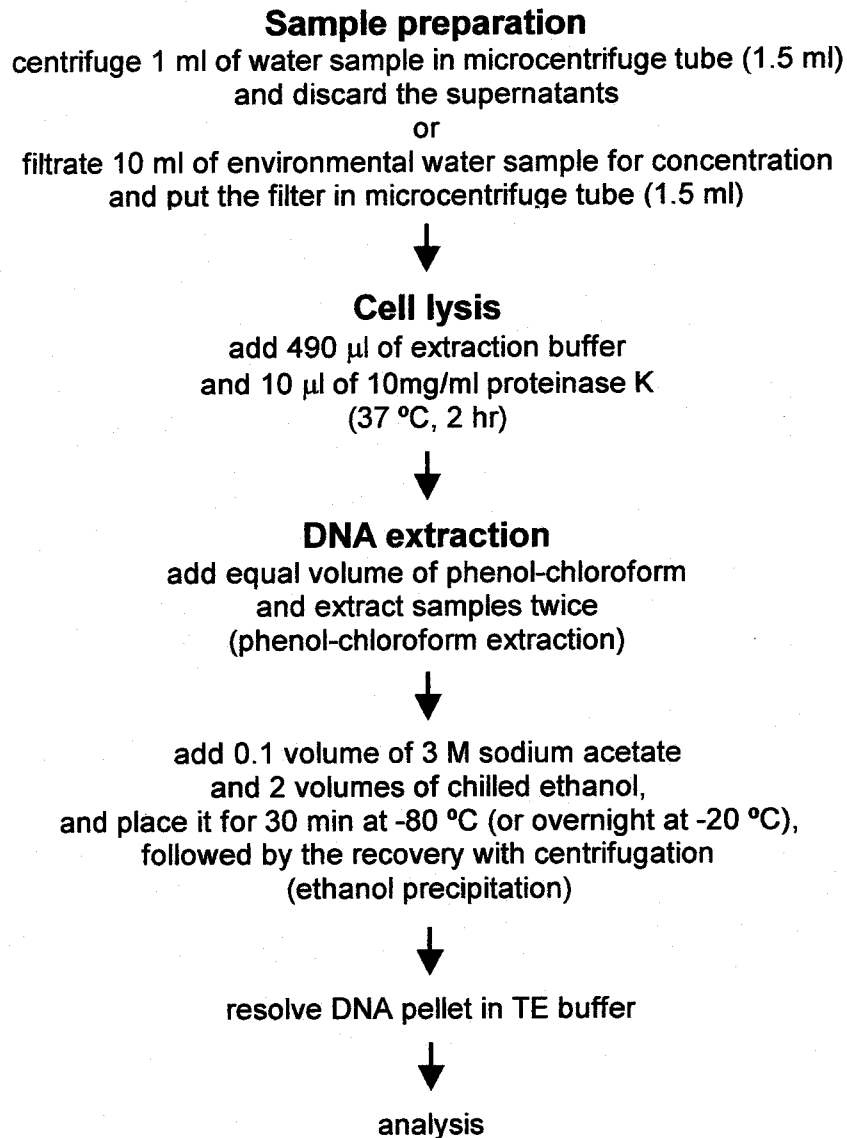 Sample preparation
centrifuge 1 ml of water sample in microcentrifuge tube (1.5 ml)
and discard the supernatants
or
filtrate 10 ml of environmental water sample for concentration
and put the filter in microcentrifuge tube (1.5 ml)
Cell lysis
add 490 µl of extraction buffer
and 10 µl of 10mg/ml proteinase K
(37 ºC, 2 hr)
DNA extraction
add equal volume of phenol-chloroform
and extract samples twice
(phenol-chloroform extraction)
add 0.1 volume of 3 M sodium acetate
and 2 volumes of chilled ethanol,
and place it for 30 min at -80 ºC (or overnight at -20 ºC),
followed by the recovery with centrifugation
(ethanol precipitation)
resolve DNA pellet in TE buffer
analysis